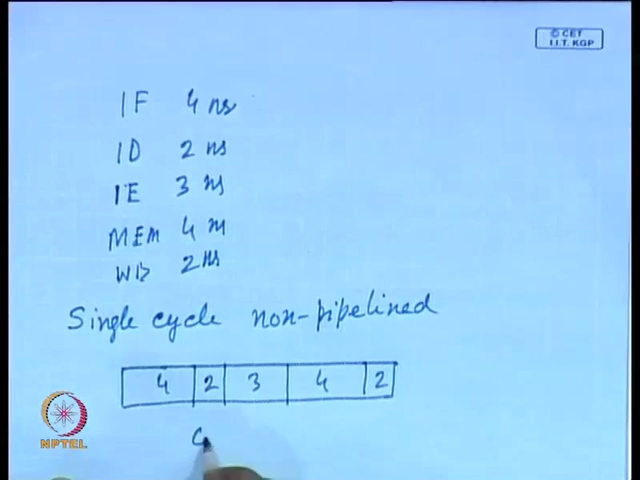 © CET
I.I.T. KGP
IF 4 ns
ID 2 ns
IE 3 ns
MEM 4 m
WB 2 ns
Single cycle non-pipelined
4 2 3 4 2
C
NPTEL